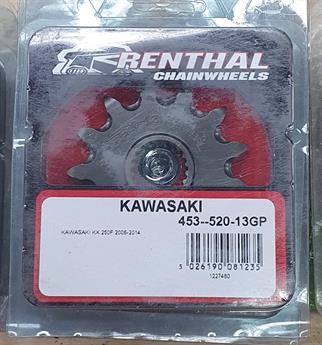 RENTHAL
CHAINWHEELS
KAWASAKI
453--520-13GP
KAWASAKI KX 250F 2006-2014
5 026190 081235
1227460